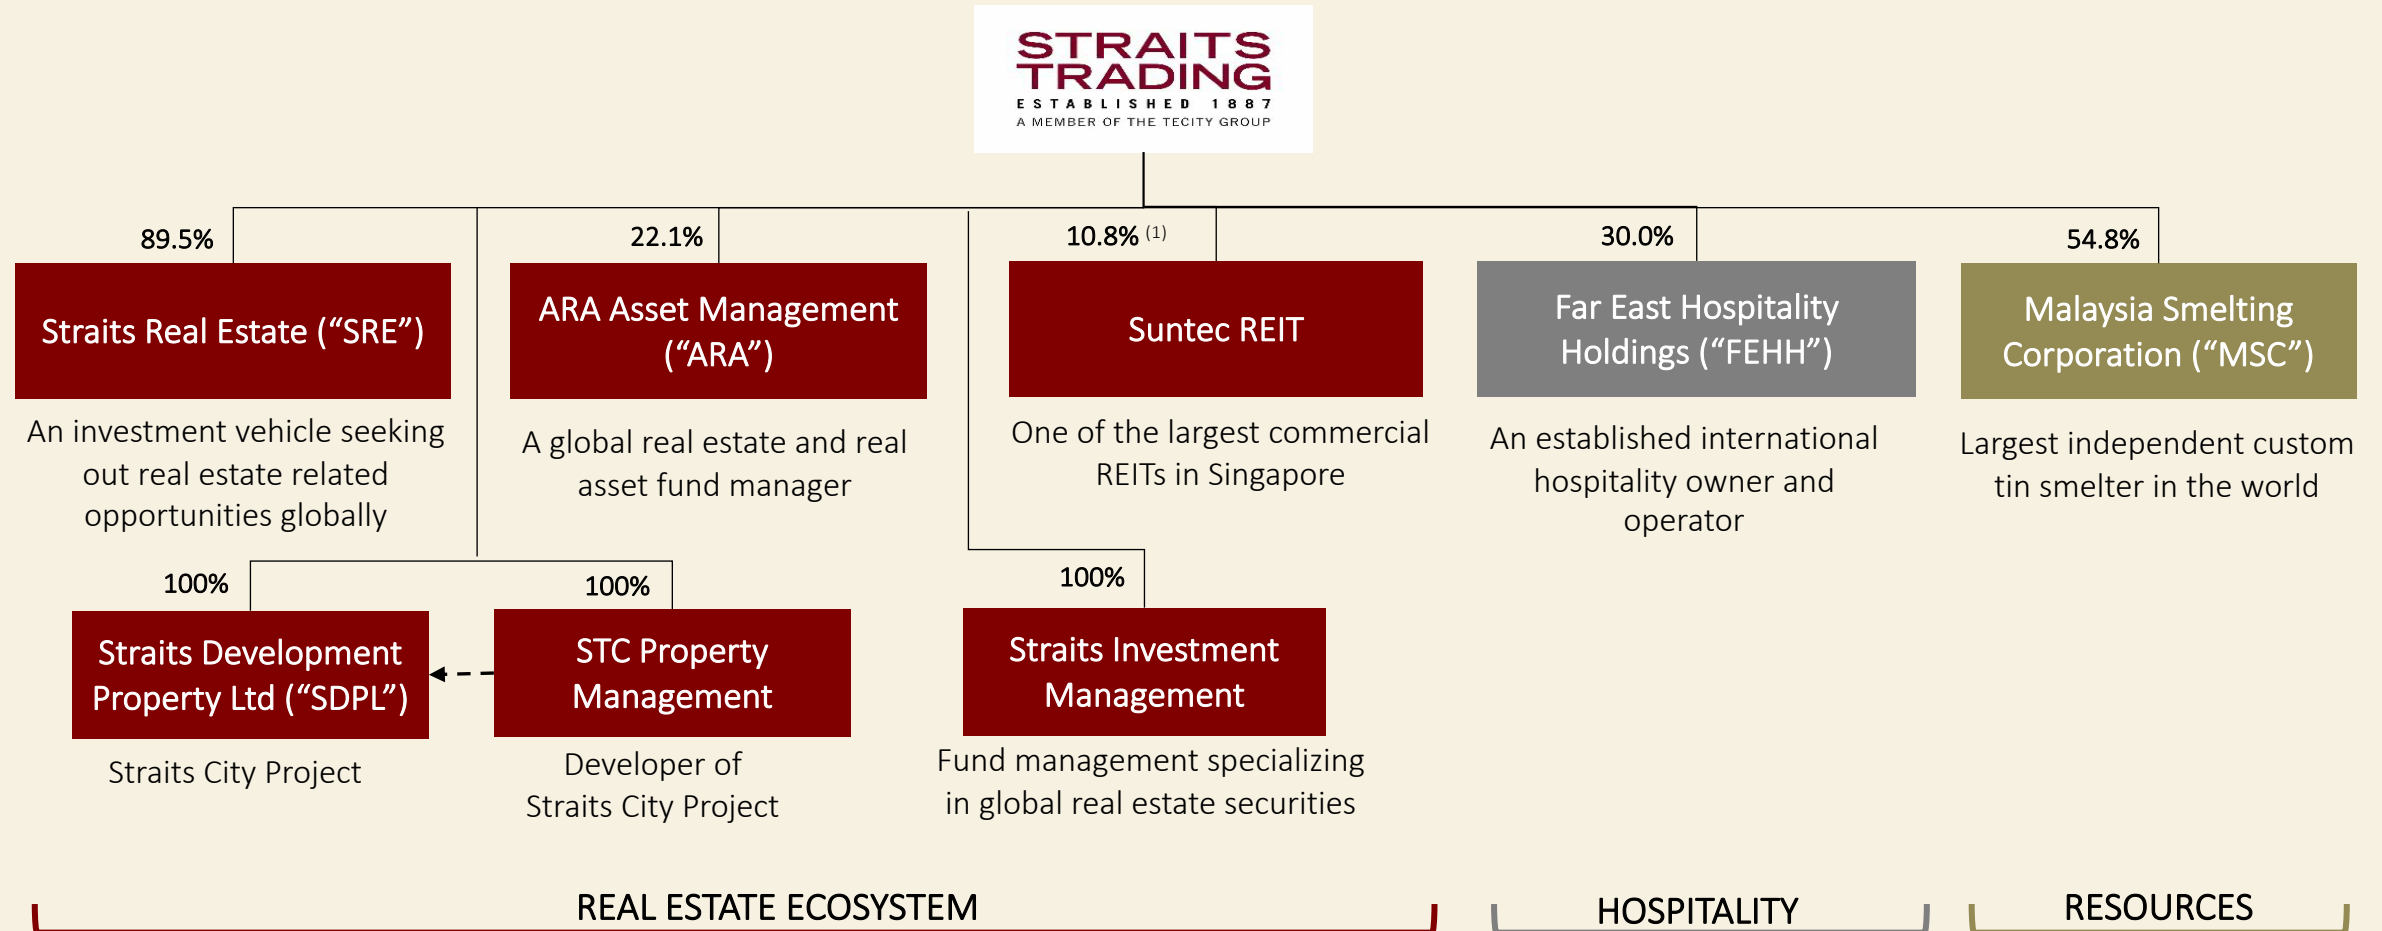 STRAITS
TRADING
ESTABLISHED 1887
A MEMBER OF THE TECITY GROUP
89.5%
22.1%
10.8% (1)
30.0%
54.8%
Straits Real Estate (“SRE”)
ARA Asset Management
(“ARA”)
Suntec REIT
Far East Hospitality
Holdings (“FEHH”)
Malaysia Smelting
Corporation (“MSC”)
An investment vehicle seeking
out real estate related
opportunities globally
A global real estate and real
asset fund manager
One of the largest commercial
REITs in Singapore
An established international
hospitality owner and
operator
Largest independent custom
tin smelter in the world
100%
100%
100%
Straits Development
Property Ltd (“SDPL”)
STC Property
Management
Straits Investment
Management
Straits City Project
Developer of
Straits City Project
Fund management specializing
in global real estate securities
REAL ESTATE ECOSYSTEM
HOSPITALITY
RESOURCES